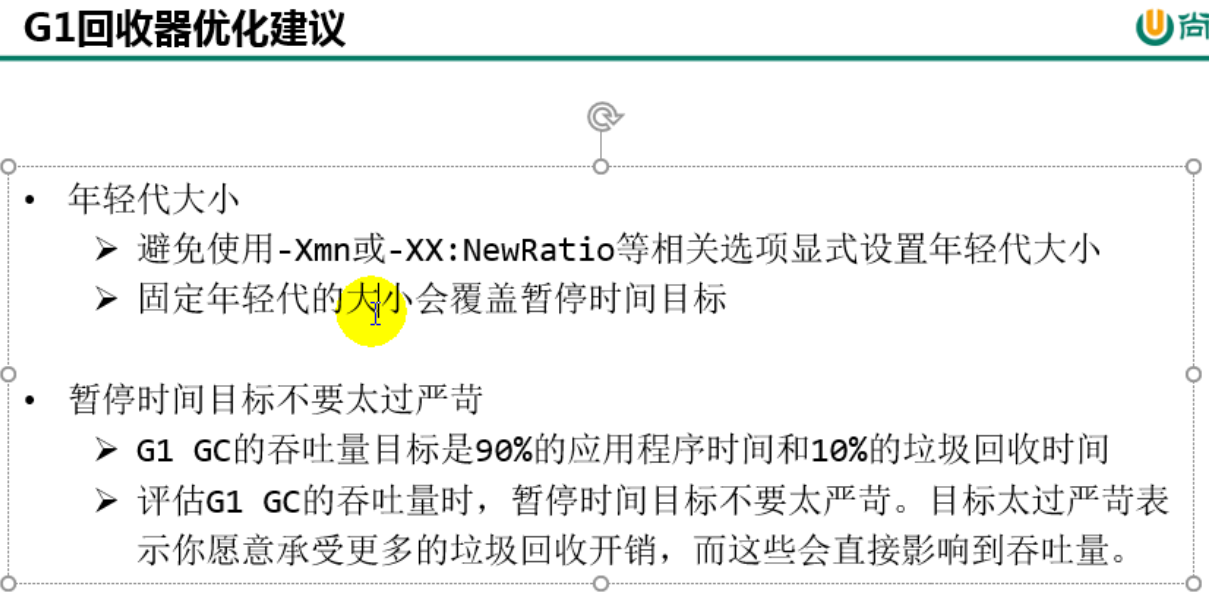 G1回收器优化建议
尚
• 年轻代大小
➢ 避免使用-Xmn或-XX:NewRatio等相关选项显式设置年轻代大小
➢ 固定年轻代的大小会覆盖暂停时间目标
• 暂停时间目标不要太过严苛
➢ G1 GC的吞吐量目标是90%的应用程序时间和10%的垃圾回收时间
➢ 评估G1 GC的吞吐量时，暂停时间目标不要太严苛。目标太过严苛表
示你愿意承受更多的垃圾回收开销，而这些会直接影响到吞吐量。